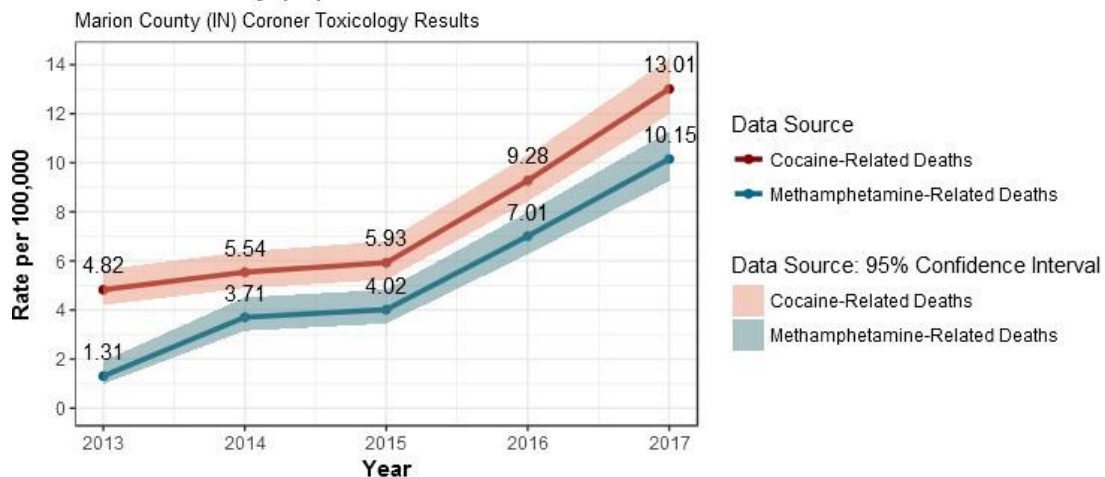 Marion County (IN) Coroner Toxicology Results
Rate per 100,000
14
12
10
8
6
4
2
0
4.82
5.54
5.93
9.28
13.01
1.31
3.71
4.02
7.01
10.15
2013 2014 2015 2016 2017
Year
Data Source
Cocaine-Related Deaths
Methamphetamine-Related Deaths
Data Source: 95% Confidence Interval
Cocaine-Related Deaths
Methamphetamine-Related Deaths